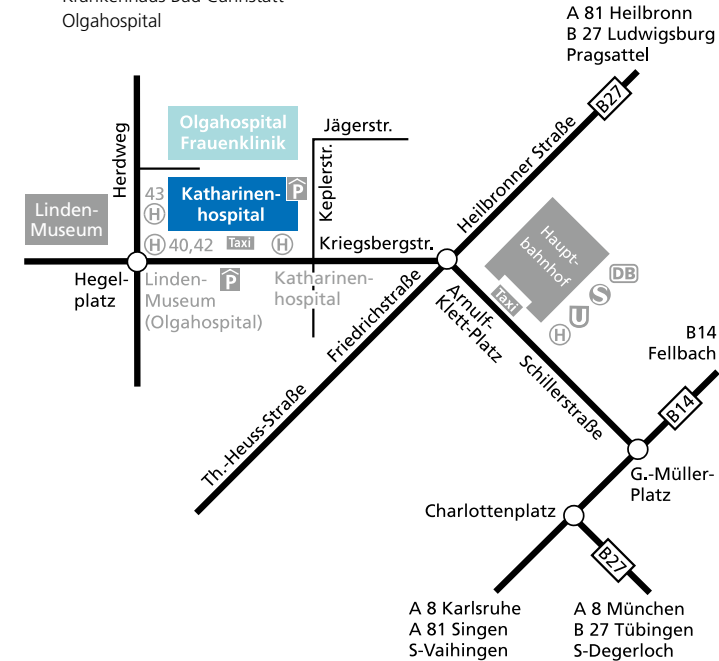 Olgahospital
A 81 Heilbronn
B 27 Ludwigsburg
Pragsattel
B27
Heilbronner Straße
Herdweg
Olgahospital
Frauenklinik
Jägerstr.
Keplerstr.
43
H
Katharinen-
hospital
P
Linden-
Museum
H 40,42 Taxi H
Kriegsbergstr.
Haupt-
bahnhof
DB
S
U
H
Taxi
Hegel-
platz
Linden-
Museum
(Olgahospital)
P
Katharinen-
hospital
Friedrichstraße
Arnulf-
Klett-Platz
Schillerstraße
B14
Fellbach
B14
Th.-Heuss-Straße
G.-Müller-
Platz
Charlottenplatz
B27
A 8 Karlsruhe
A 81 Singen
S-Vaihingen
A 8 München
B 27 Tübingen
S-Degerloch